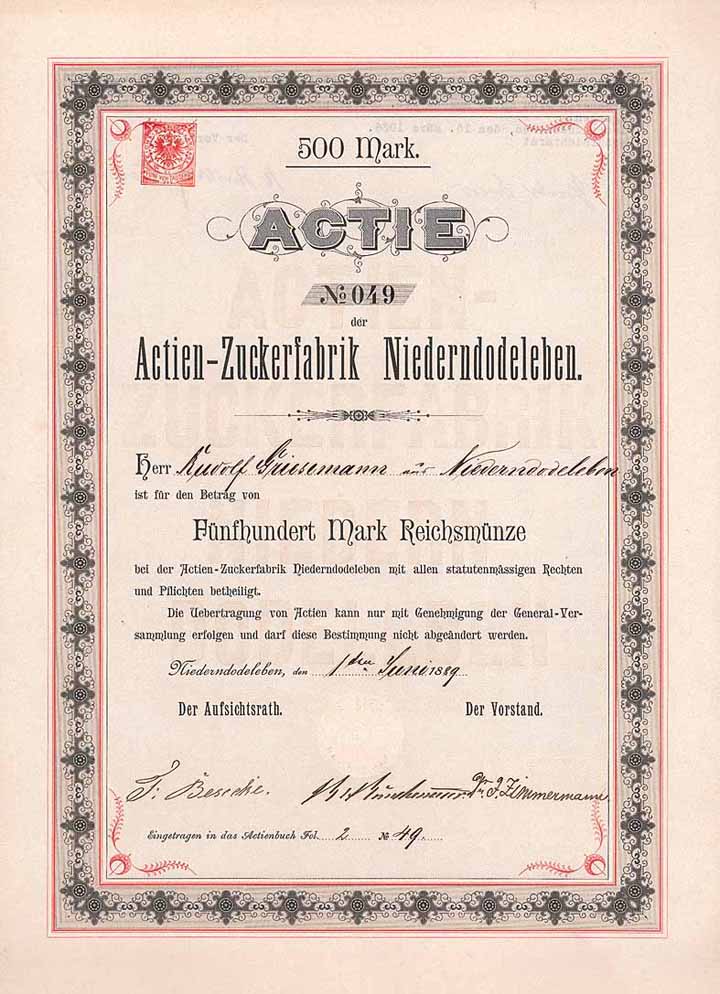 500 Mark.
ACTIE
No 049
der
Actien-Zuckerfabrik Niederndodeleben.
Herr Rudolf Griesemann aus Niederndodeleben
ist für den Betrag von
Fünfhundert Mark Reichsmünze
bei der Actien-Zuckerfabrik Niederndodeleben mit allen statutenmässigen Rechten
und Pflichten betheiligt.
Die Uebertragung von Actien kann nur mit Genehmigung der General-Ver-
sammlung erfolgen und darf diese Bestimmung nicht abgeändert werden.
Niederndodeleben, den 1ten Juni 1889
Der Aufsichtsrath. Der Vorstand.
Zimmermann
Eingetragen in das Actienbuch Fol. 2 No 49.